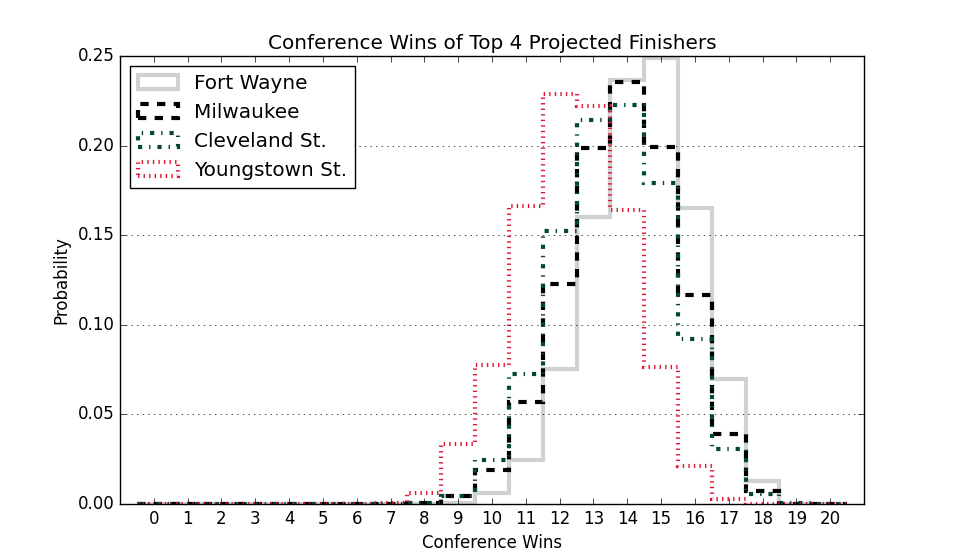 Conference Wins of Top 4 Projected Finishers
Fort Wayne
Milwaukee
Cleveland St.
Youngstown St.
0.25
0.20
0.15
0.10
0.05
0.00
Probability
0 1 2 3 4 5 6 7 8 9 10 11 12 13 14 15 16 17 18 19 20
Conference Wins